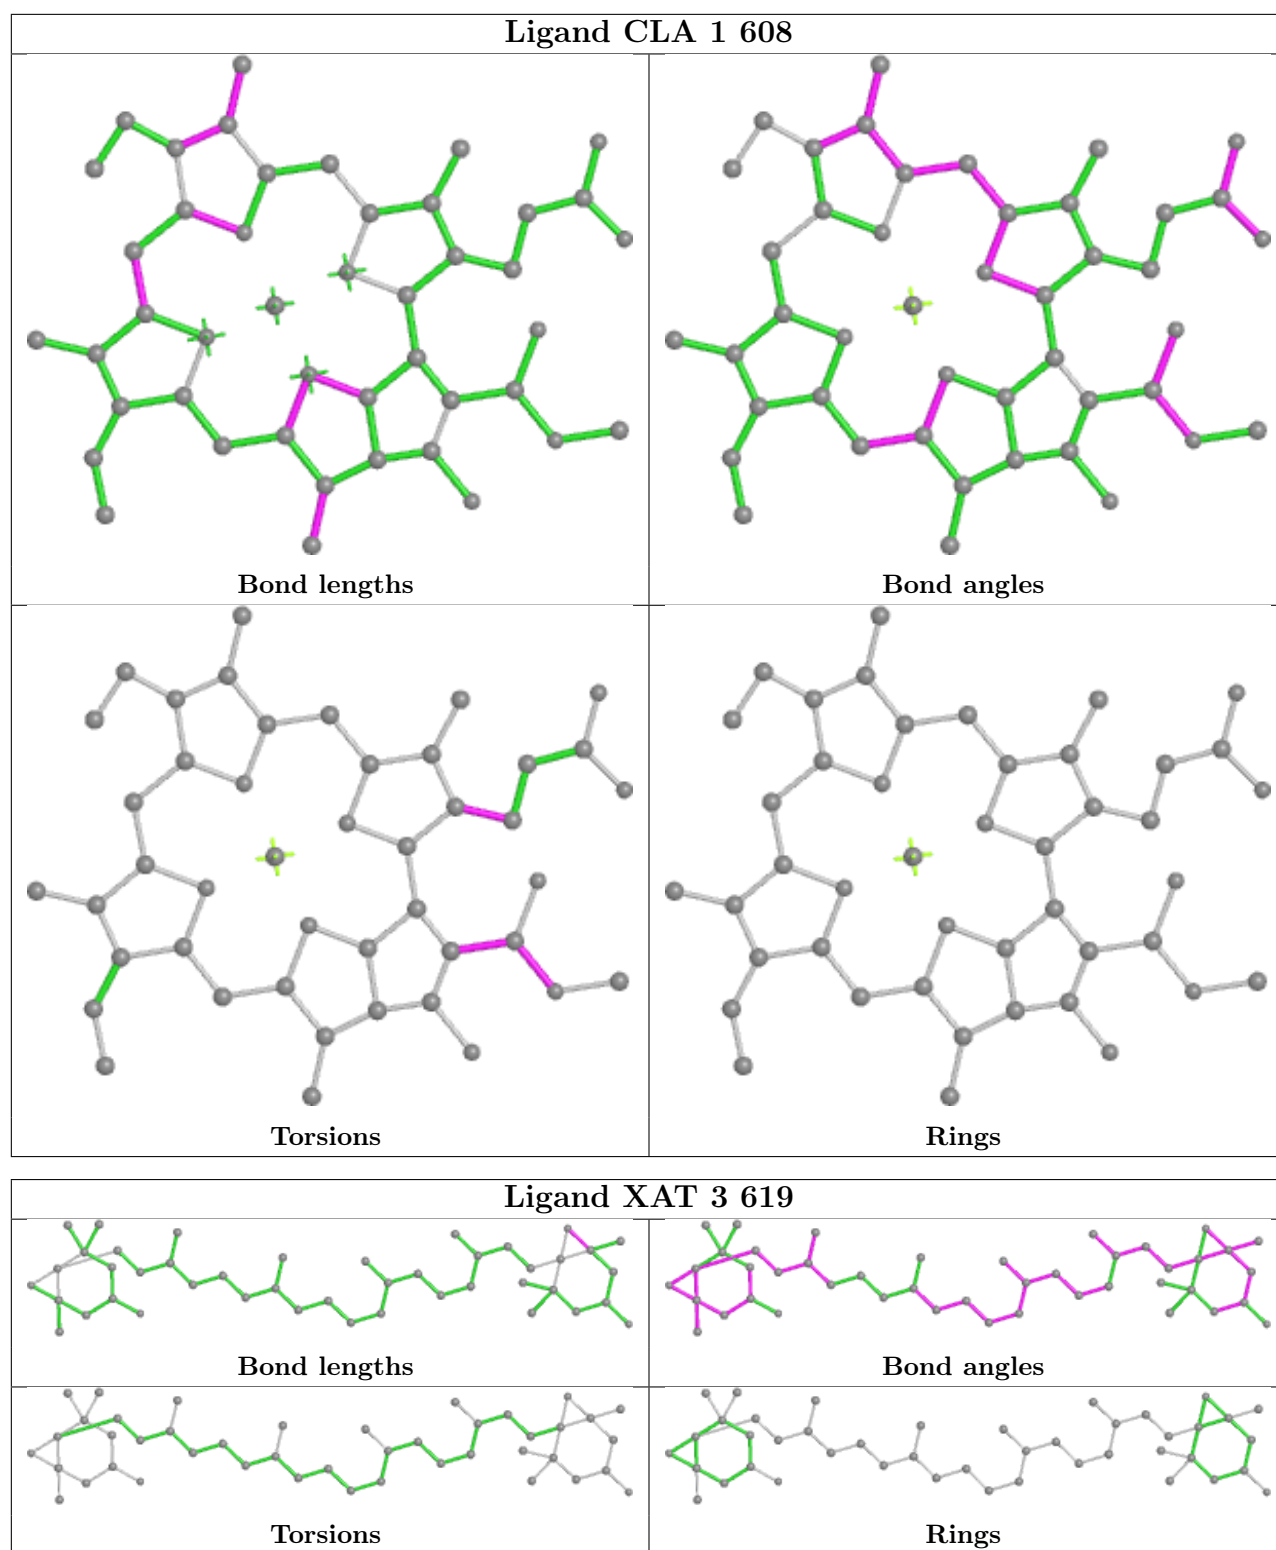 Ligand CLA 1 608
Bond lengths
Bond angles
Torsions
Rings
Ligand XAT 3 619
Bond lengths
Bond angles
Torsions
Rings